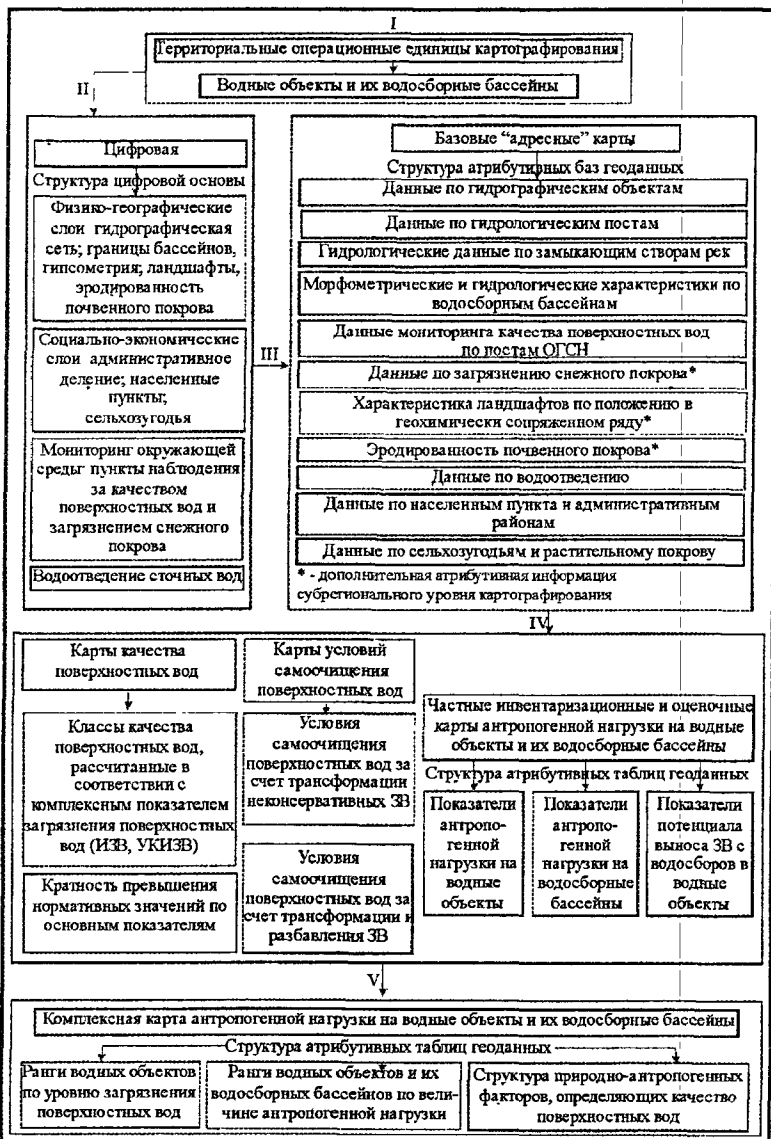 I
Территориальные операционные единицы картографирования
Водные объекты и их водосборные бассейны
II
Цифровая
Структура цифровой основы
Физико-географические
слои гидрографическая
сеть; границы бассейнов,
гипсометрия; ландшафты,
эродированность
почвенного покрова
Социально-экономические
слои административное
деление; населенные
пункты;
сельхозугодья
Мониторинг окружающей
среды пункты наблюдения
за качеством
поверхностных вод и
загрязнением снежного
покрова
Водоотведение сточных вод
III
Базовые “адресные” карты
Структура атрибутивных баз геоданных
Данные по гидрографическим объектам
Данные по гидрологическим постам
Гидрологические данные по замыкающим створам рек
Морфометрические и гидрологические характеристики по
водосборным бассейнам
Данные мониторинга качества поверхностных вод
по постам ОГСН
Данные по загрязнению снежного покрова*
Характеристика ландшафтов по положению в
геохимически сопряженном ряду*
Эродированность почвенного покрова*
Данные по водоотведению
Данные по населенным пункта и административным
районам
Данные по сельхозугодьям и растительному покрову
* - дополнительная атрибутивная информация
субрегионального уровня картографирования
IV
Карты качества
поверхностных вод
Классы качества
поверхностных вод,
рассчитанные в
соответствии с
комплексным показателем
загрязнения поверхностных
вод (ИЗВ, УКИЗВ)
Кратность превышения
нормативных значений по
основным показателям
Карты условий
самоочищения
поверхностных вод
Условия
самоочищения
поверхностных вод за
счет трансформации
неконсервативных ЗВ
Условия
самоочищения
поверхностных вод за
счет трансформации и
разбавления ЗВ
Частные инвентаризационные и оценочные
карты антропогенной нагрузки на водные
объекты и их водосборные бассейны
Структура атрибутивных таблиц геоданных
Показатели
антропо-
генной
нагрузки на
водные
объекты
Показатели
антропо-
генной
нагрузки на
водосборные
бассейны
Показатели
потенциала
выноса ЗВ с
водосборов в
водные
объекты
V
Комплексная карта антропогенной нагрузки на водные объекты и их водосборные бассейны
Структура атрибутивных таблиц геоданных
Ранги водных объектов
по уровню загрязнения
поверхностных вод
Ранги водных объектов и их
водосборных бассейнов по вели-
чине антропогенной нагрузки
Структура природно-антропогенных
факторов, определяющих качество
поверхностных вод